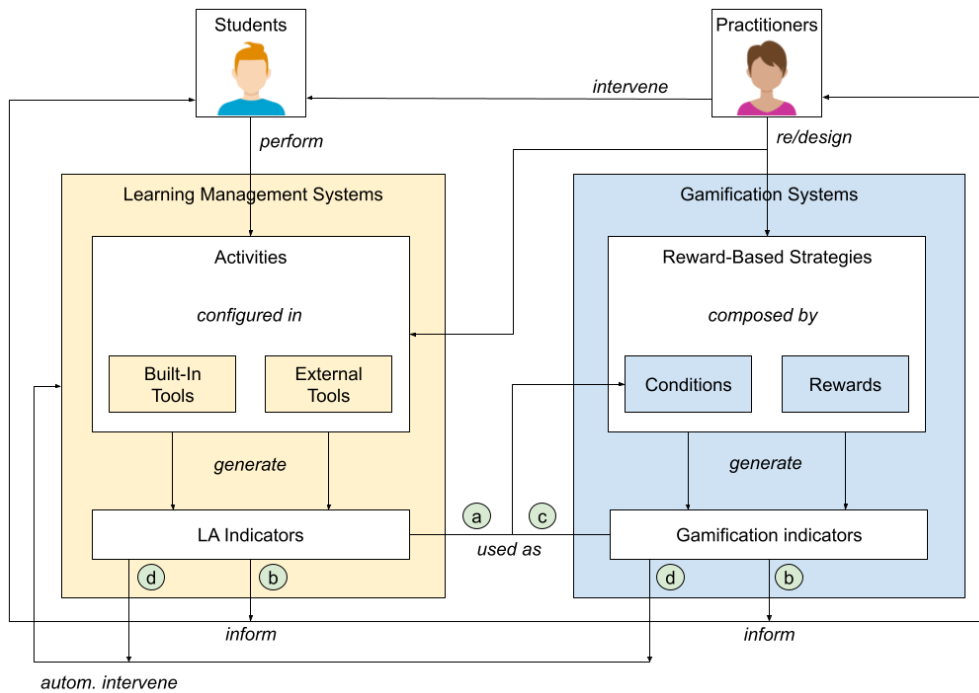 Students
Practitioners
intervene
perform
re/design
Learning Management Systems
Gamification Systems
Activities
Reward-Based Strategies
configured in
composed by
Built-In
Tools
External
Tools
Conditions
Rewards
generate
generate
a
c
LA Indicators
used as
Gamification indicators
d
b
d
b
inform
inform
autom. intervene